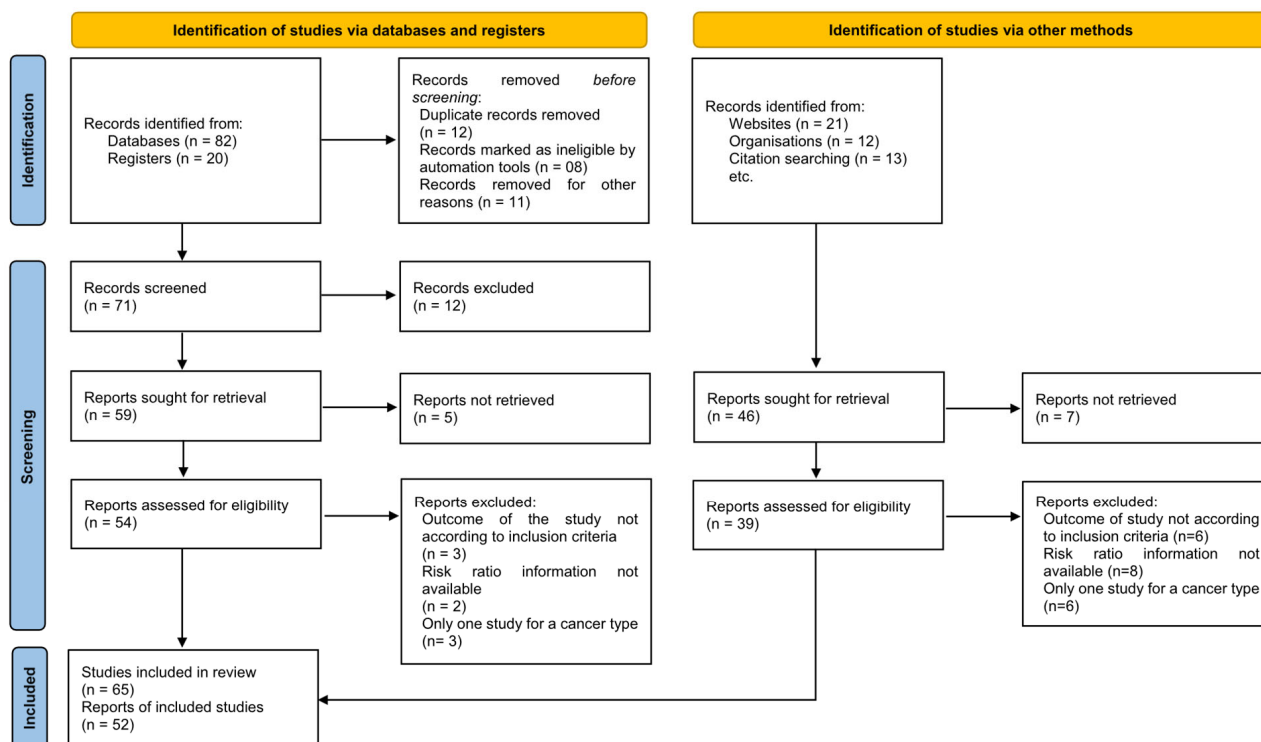 Identification of studies via databases and registers
Identification of studies via other methods
Identification
Records identified from:
Databases (n = 82)
Registers (n = 20)
Records removed before
screening:
Duplicate records removed
(n = 12)
Records marked as ineligible by
automation tools (n = 08)
Records removed for other
reasons (n = 11)
Records identified from:
Websites (n = 21)
Organisations (n = 12)
Citation searching (n = 13)
etc.
Screening
Records screened
(n = 71)
Records excluded
(n = 12)
Reports sought for retrieval
(n = 59)
Reports not retrieved
(n = 5)
Reports sought for retrieval
(n = 46)
Reports not retrieved
(n = 7)
Reports assessed for eligibility
(n = 54)
Reports excluded:
Outcome of the study not
according to inclusion criteria
(n = 3)
Risk ratio information not
available
(n = 2)
Only one study for a cancer type
(n= 3)
Reports assessed for eligibility
(n = 39)
Reports excluded:
Outcome of study not according
to inclusion criteria (n=6)
Risk ratio information not
available (n=8)
Only one study for a cancer type
(n=6)
Included
Studies included in review
(n = 65)
Reports of included studies
(n = 52)